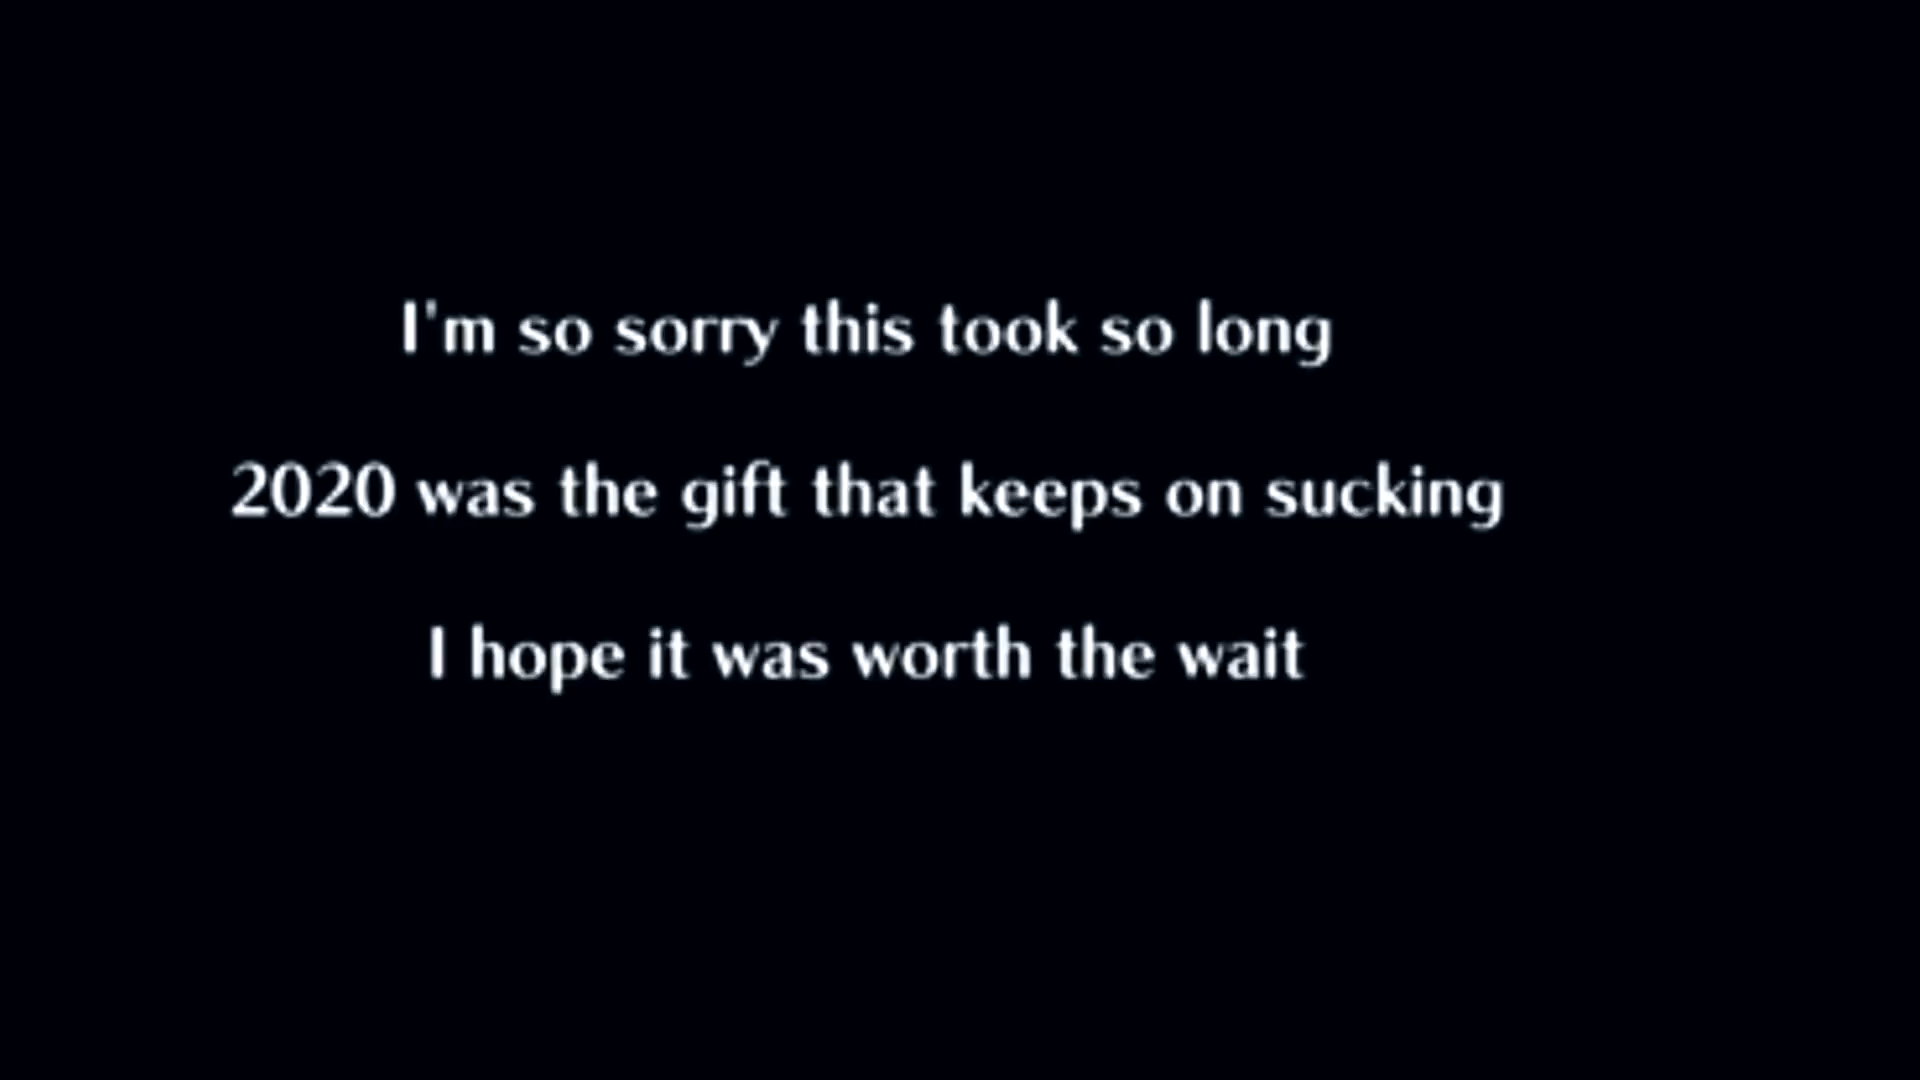 I'm so sorry this took so long
2020 was the gift that keeps on sucking
I hope it was worth the wait